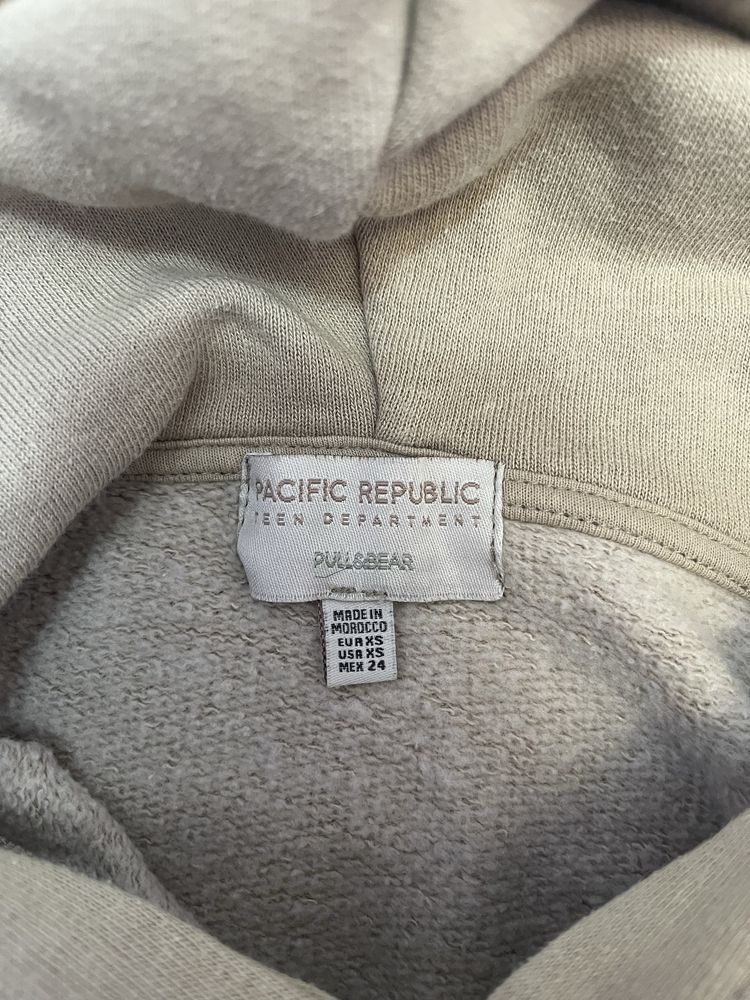 PACIFIC REPUBLIC
TEEN DEPARTMENT
PULL&BEAR
MADE IN
MOROCCO
EUR XS
USA XS
MEX 24